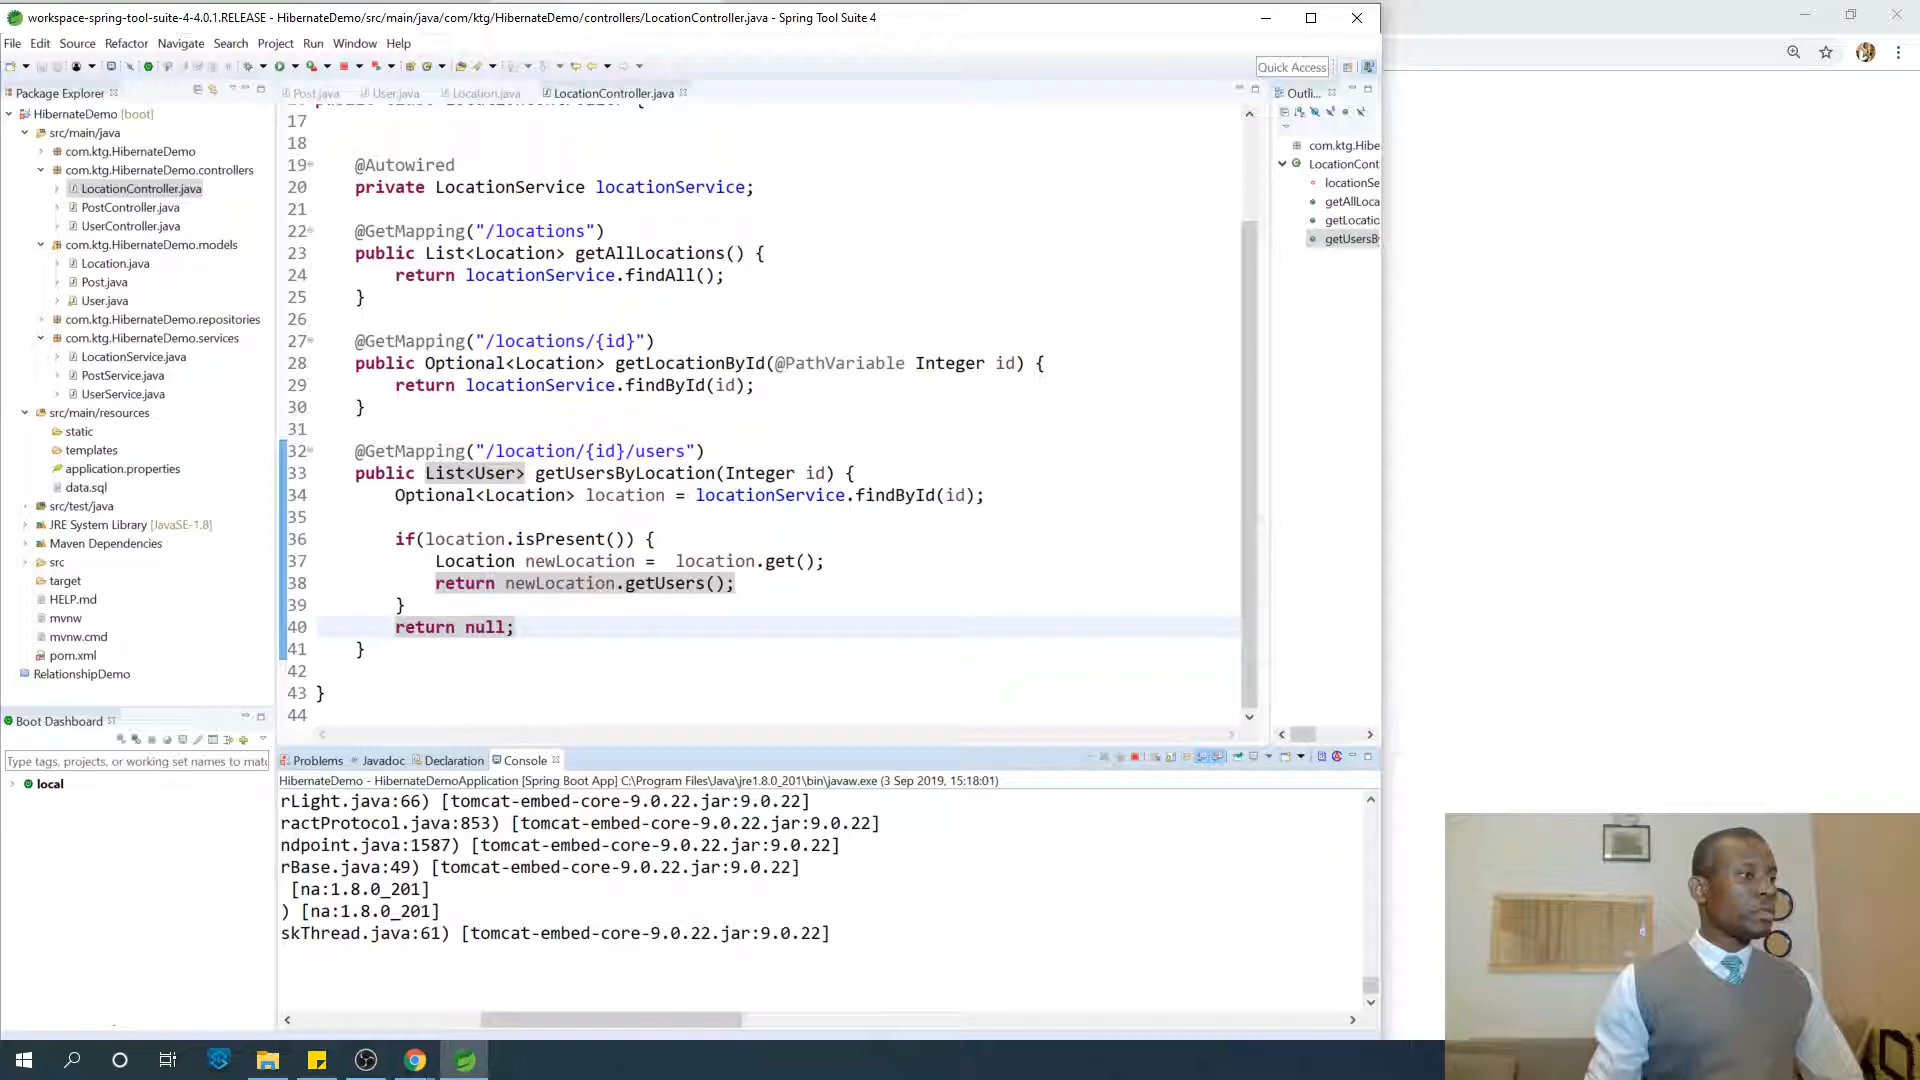 workspace-spring-tool-suite-4-4.0.1.RELEASE - HibernateDemo/src/main/java/com/ktg/HibernateDemo/controllers/LocationController.java - Spring Tool Suite 4
File Edit Source Refactor Navigate Search Project Run Window Help
Quick Access
Package Explorer
HibernateDemo [boot]
src/main/java
com.ktg.HibernateDemo
com.ktg.HibernateDemo.controllers
LocationController.java
PostController.java
UserController.java
com.ktg.HibernateDemo.models
Location.java
Post.java
User.java
com.ktg.HibernateDemo.repositories
com.ktg.HibernateDemo.services
LocationService.java
PostService.java
UserService.java
src/main/resources
static
templates
application.properties
data.sql
src/test/java
JRE System Library [JavaSE-1.8]
Maven Dependencies
src
target
HELP.md
mvnw
mvnw.cmd
pom.xml
RelationshipDemo
Boot Dashboard
Type tags, projects, or working set names to matc
local
Post.java User.java Location.java LocationController.java
17
18
19 @Autowired
20 private LocationService locationService;
21
22 @GetMapping("/locations")
23 public List<Location> getAllLocations() {
24 return locationService.findAll();
25 }
26
27 @GetMapping("/locations/{id}")
28 public Optional<Location> getLocationById(@PathVariable Integer id) {
29 return locationService.findById(id);
30 }
31
32 @GetMapping("/location/{id}/users")
33 public List<User> getUsersByLocation(Integer id) {
34 Optional<Location> location = locationService.findById(id);
35
36 if(location.isPresent()) {
37 Location newLocation =  location.get();
38 return newLocation.getUsers();
39 }
40 return null;
41 }
42
43 }
44
Outli...
com.ktg.Hibe
LocationCont
locationSe
getAllLoca
getLocatio
getUsersB
Problems Javadoc Declaration Console
HibernateDemo - HibernateDemoApplication [Spring Boot App] C:\Program Files\Java\jre1.8.0_201\bin\javaw.exe (3 Sep 2019, 15:18:01)
rLight.java:66) [tomcat-embed-core-9.0.22.jar:9.0.22]
ractProtocol.java:853) [tomcat-embed-core-9.0.22.jar:9.0.22]
ndpoint.java:1587) [tomcat-embed-core-9.0.22.jar:9.0.22]
rBase.java:49) [tomcat-embed-core-9.0.22.jar:9.0.22]
[na:1.8.0_201]
) [na:1.8.0_201]
skThread.java:61) [tomcat-embed-core-9.0.22.jar:9.0.22]